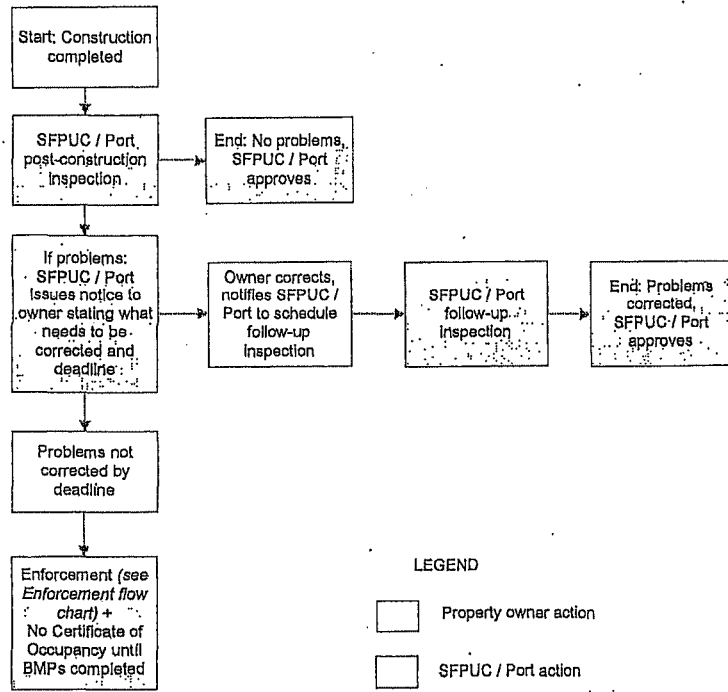 Start: Construction
completed
SFPUC / Port
post-construction
inspection
End: No problems,
SFPUC / Port
approves
If problems:
SFPUC / Port
issues notice to
owner stating what
needs to be
corrected and
deadline
Owner corrects,
notifies SFPUC /
Port to schedule
follow-up
inspection
SFPUC / Port
follow-up
inspection
End: Problems
corrected,
SFPUC / Port
approves
Problems not
corrected by
deadline
Enforcement (see
Enforcement flow
chart) +
No Certificate of
Occupancy until
BMPs completed
LEGEND
Property owner action
SFPUC / Port action